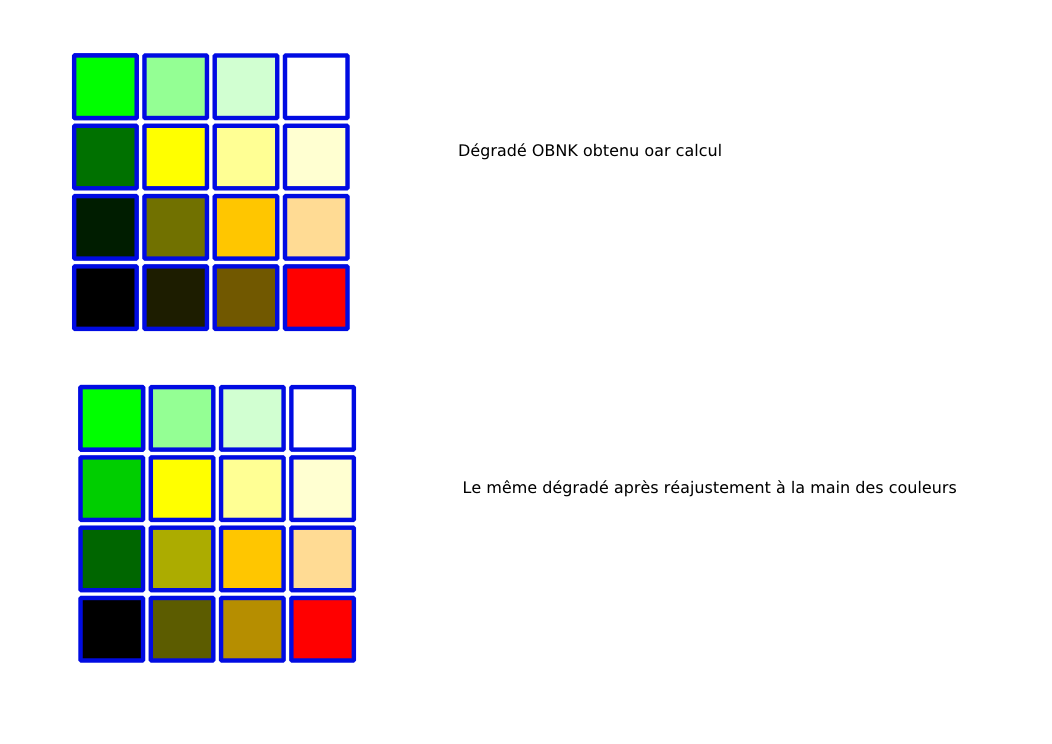 Dégradé OBNK obtenu oar calcul
Le même dégradé après réajustement à la main des couleurs